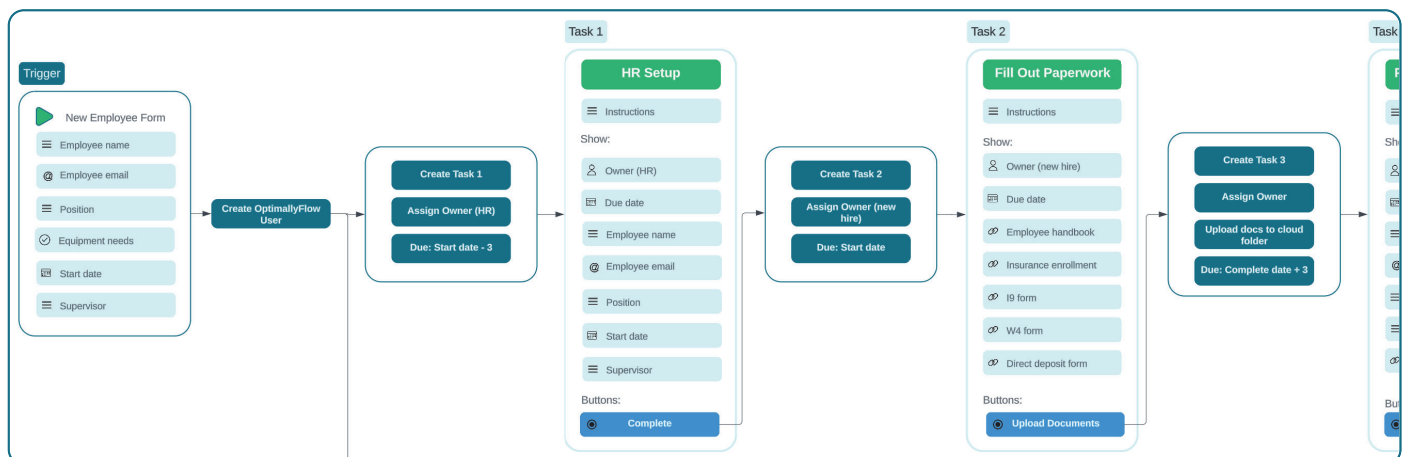 Trigger
New Employee Form
Employee name
@ Employee email
Position
Equipment needs
Start date
Supervisor
Create OptimallyFlow
User
Create Task 1
Assign Owner (HR)
Due: Start date - 3
Task 1
HR Setup
Instructions
Show:
Owner (HR)
Due date
Employee name
@ Employee email
Position
Start date
Supervisor
Buttons:
Complete
Create Task 2
Assign Owner (new
hire)
Due: Start date
Task 2
Fill Out Paperwork
Instructions
Show:
Owner (new hire)
Due date
Employee handbook
Insurance enrollment
I9 form
W4 form
Direct deposit form
Buttons:
Upload Documents
Create Task 3
Assign Owner
Upload docs to cloud
folder
Due: Complete date + 3
Task